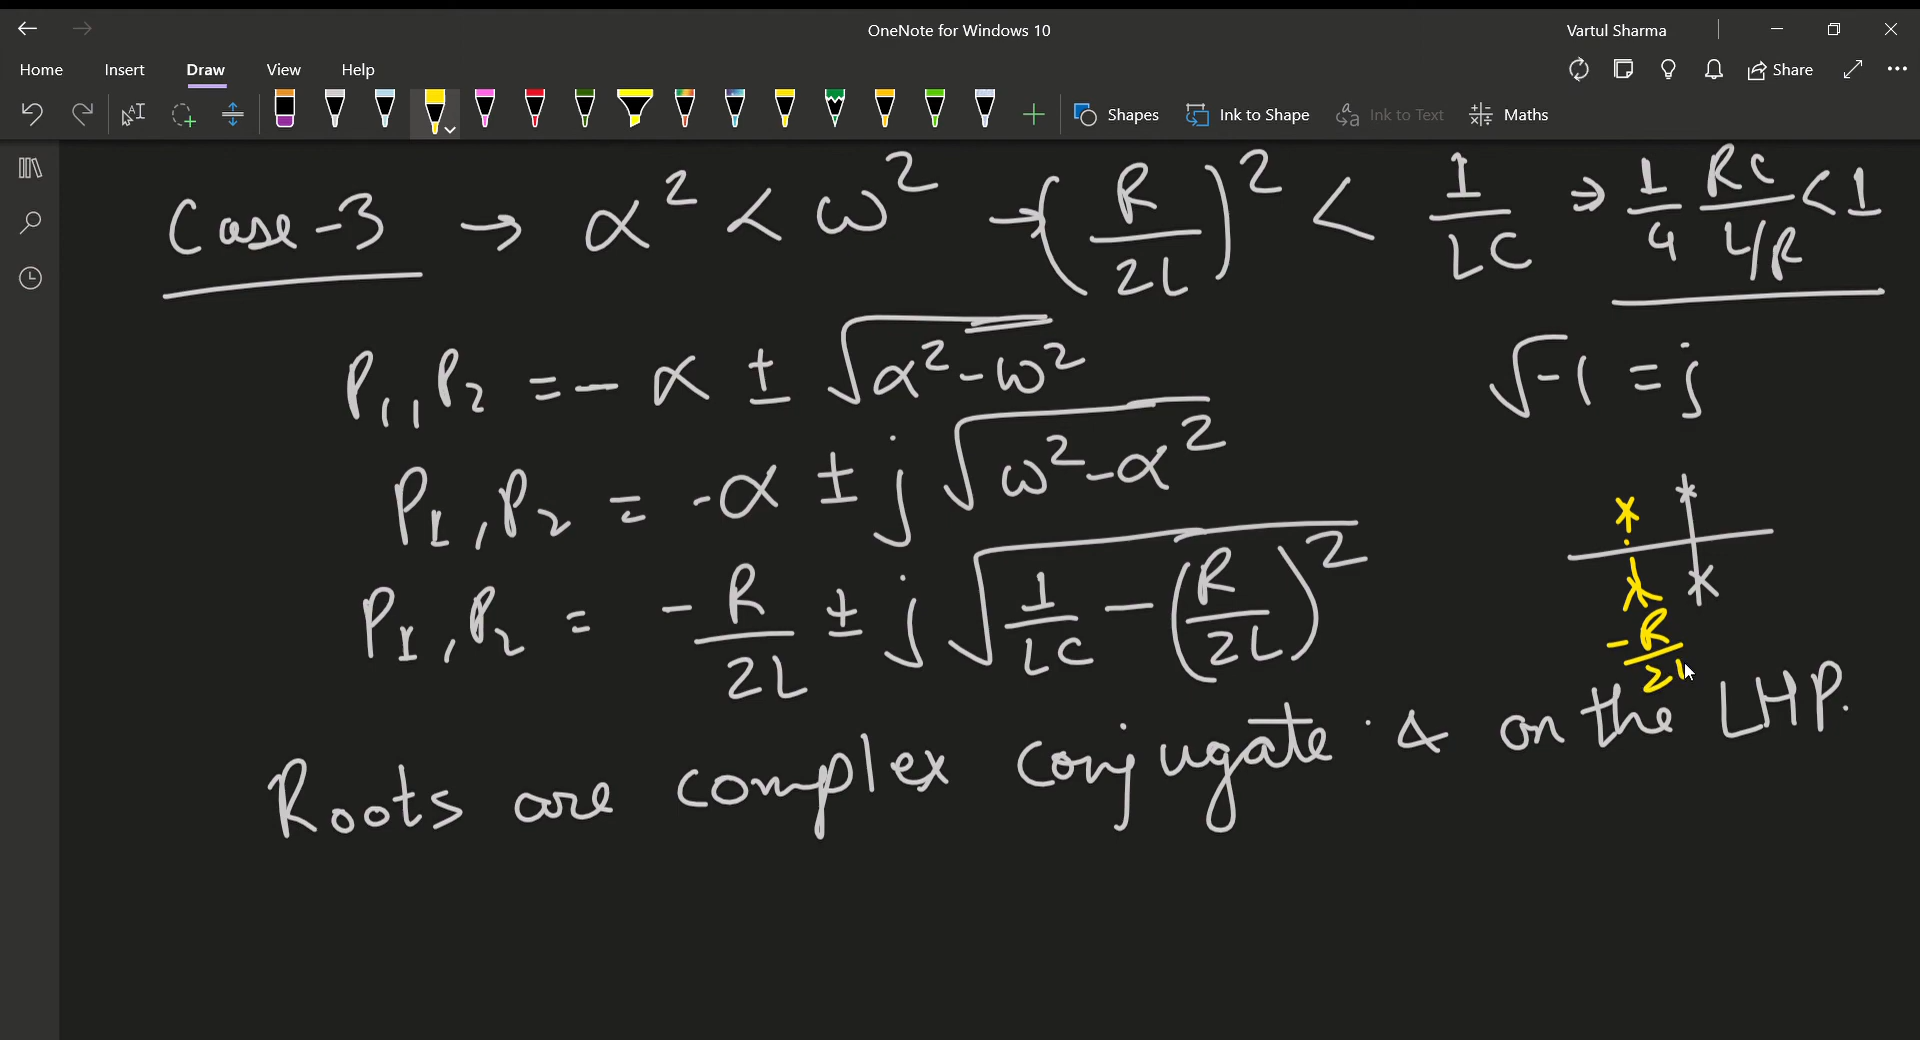 OneNote for Windows 10
Vartul Sharma
Home Insert Draw View Help
Share
Shapes Ink to Shape Ink to Text Maths
Case-3 → α² < ω² → (R/2L)² < 1/LC ⇒ 1/4 RC/(L/R) < 1
P₁,P₂ = -α ± √(α²-ω²)
√-1 = j
P₁,P₂ = -α ± j√(ω²-α²)
P₁,P₂ = -R/2L ± j√(1/LC - (R/2L)²)
-R/2L
Roots are complex conjugate & on the LHP.